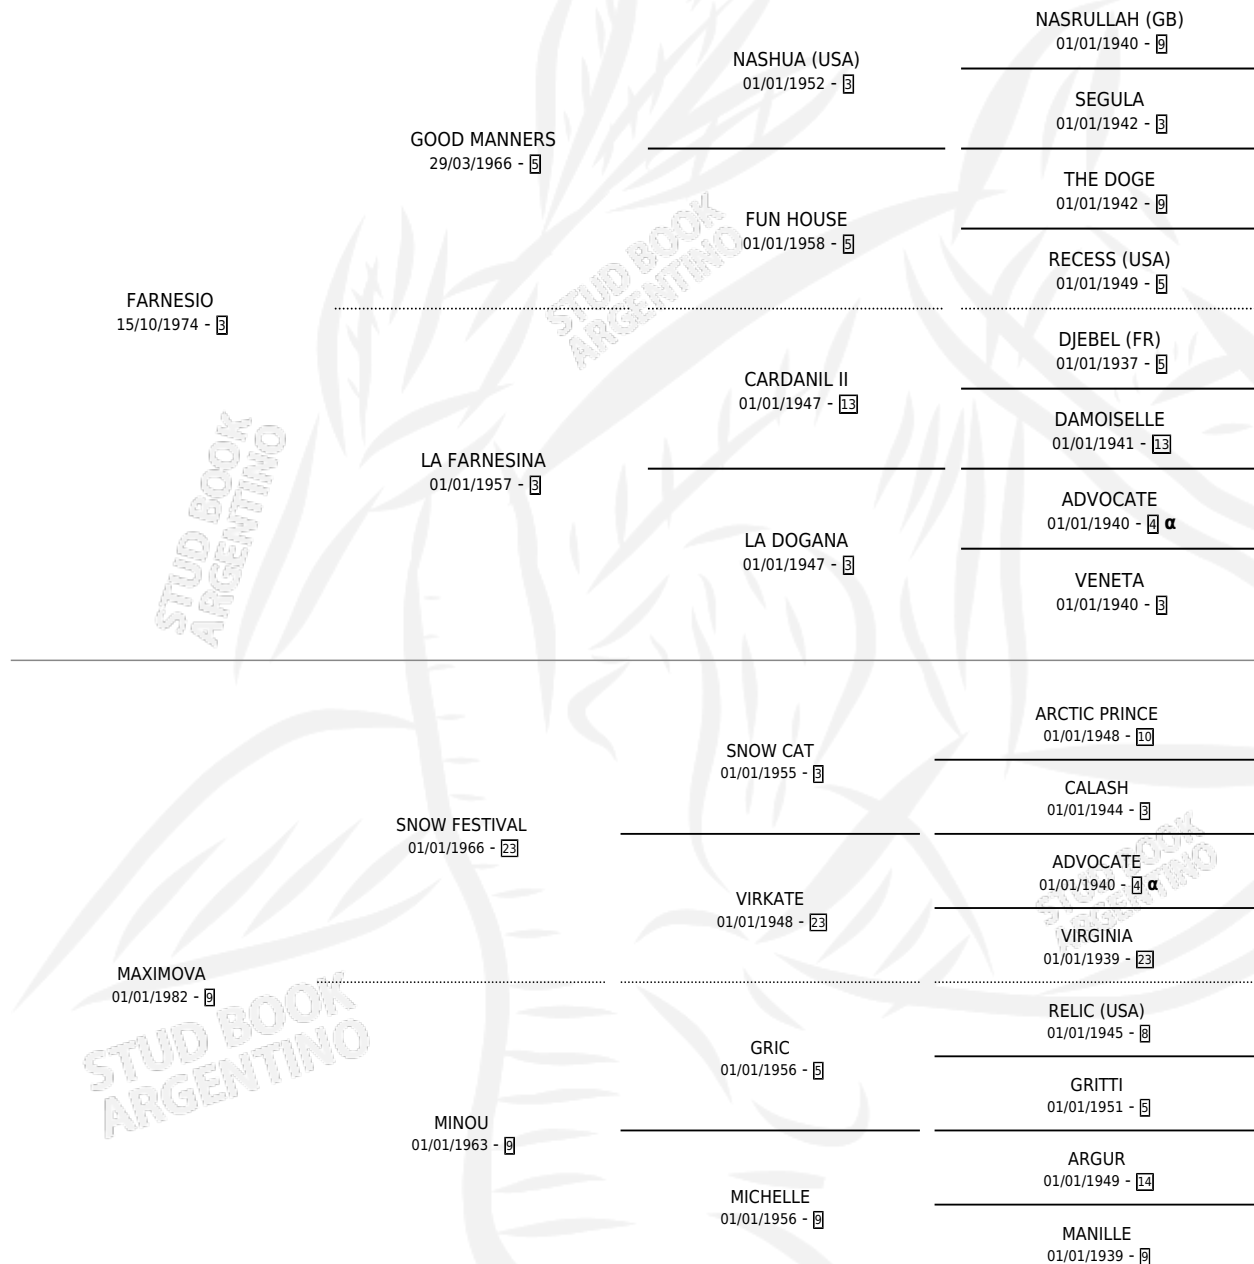 NASRULLAH (GB)
01/01/1940 - 9
NASHUA (USA)
01/01/1952 - 3
SEGULA
01/01/1942 - 3
GOOD MANNERS
29/03/1966 - 5
THE DOGE
01/01/1942 - 9
FUN HOUSE
01/01/1958 - 5
RECESS (USA)
01/01/1949 - 5
FARNESIO
15/10/1974 - 3
DJEBEL (FR)
01/01/1937 - 5
CARDANIL II
01/01/1947 - 13
DAMOISELLE
01/01/1941 - 13
LA FARNESINA
01/01/1957 - 3
ADVOCATE
01/01/1940 - 4 α
LA DOGANA
01/01/1947 - 3
VENETA
01/01/1940 - 3
ARCTIC PRINCE
01/01/1948 - 10
SNOW CAT
01/01/1955 - 3
CALASH
01/01/1944 - 3
SNOW FESTIVAL
01/01/1966 - 23
ADVOCATE
01/01/1940 - 4 α
VIRKATE
01/01/1948 - 23
VIRGINIA
01/01/1939 - 23
MAXIMOVA
01/01/1982 - 9
RELIC (USA)
01/01/1945 - 8
GRIC
01/01/1956 - 5
GRITTI
01/01/1951 - 5
MINOU
01/01/1963 - 9
ARGUR
01/01/1949 - 14
MICHELLE
01/01/1956 - 9
MANILLE
01/01/1939 - 9
STUD BOOK
ARGENTINO
STUD BOOK
ARGENTINO
STUD BOOK
ARGENTINO
STUD BOOK
ARGENTINO